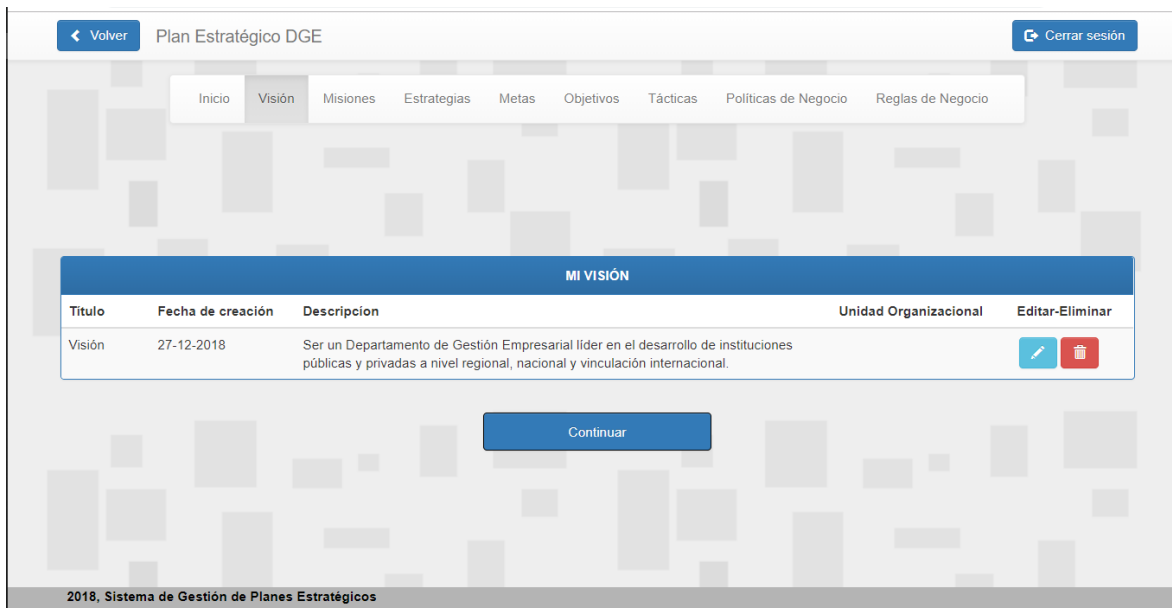 Volver
Plan Estratégico DGE
Cerrar sesión
Inicio Visión Misiones Estrategias Metas Objetivos Tácticas Políticas de Negocio Reglas de Negocio
MI VISIÓN
Título Fecha de creación Descripcíon Unidad Organizacional Editar-Eliminar
Visión 27-12-2018 Ser un Departamento de Gestión Empresarial líder en el desarrollo de instituciones
públicas y privadas a nivel regional, nacional y vinculación internacional.
Continuar
2018, Sistema de Gestión de Planes Estratégicos